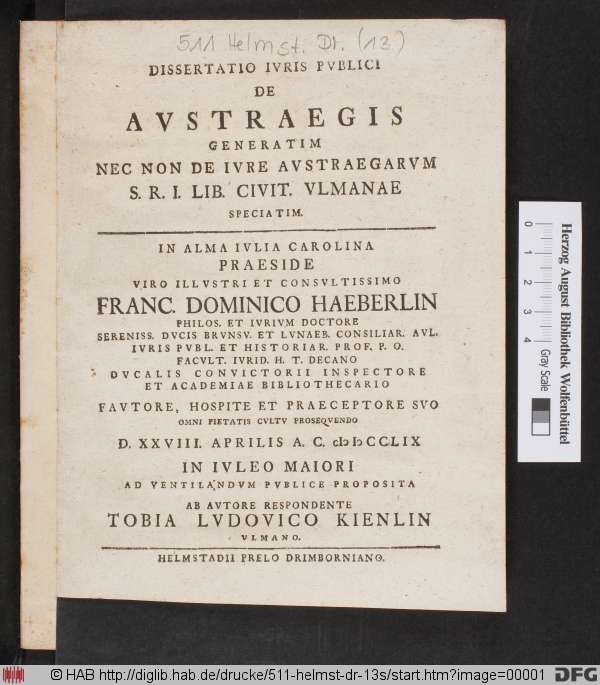 511 Helmst. Dr. (13)
DISSERTATIO IVRIS PVBLICI
DE
AVSTRAEGIS
GENERATIM
NEC NON DE IVRE AVSTRAEGARVM
S. R. I. LIB. CIVIT. VLMANAE
SPECIATIM.
IN ALMA IVLIA CAROLINA
PRAESIDE
VIRO ILLVSTRI ET CONSVLTISSIMO
FRANC. DOMINICO HAEBERLIN
PHILOS. ET IVRIVM DOCTORE
SERENISS. DVCIS BRVNSV. ET LVNAEB. CONSILIAR. AVL.
IVRIS PVBL. ET HISTORIAR. PROF. P. O.
FACVLT. IVRID. H. T. DECANO
DVCALIS CONVICTORII INSPECTORE
ET ACADEMIAE BIBLIOTHECARIO
FAVTORE, HOSPITE ET PRAECEPTORE SVO
OMNI PIETATIS CVLTV PROSEQVENDO
D. XXVIII. APRILIS A. C. cIↄ Iↄ CCLIX
IN IVLEO MAIORI
AD VENTILANDVM PVBLICE PROPOSITA
AB AVTORE RESPONDENTE
TOBIA LVDOVICO KIENLIN
VLMANO.
HELMSTADII PRELO DRIMBORNIANO.
Herzog August Bibliothek Wolfenbüttel
0 1 2 3 4 Gray Scale
© HAB http://diglib.hab.de/drucke/511-helmst-dr-13s/start.htm?image=00001
DFG